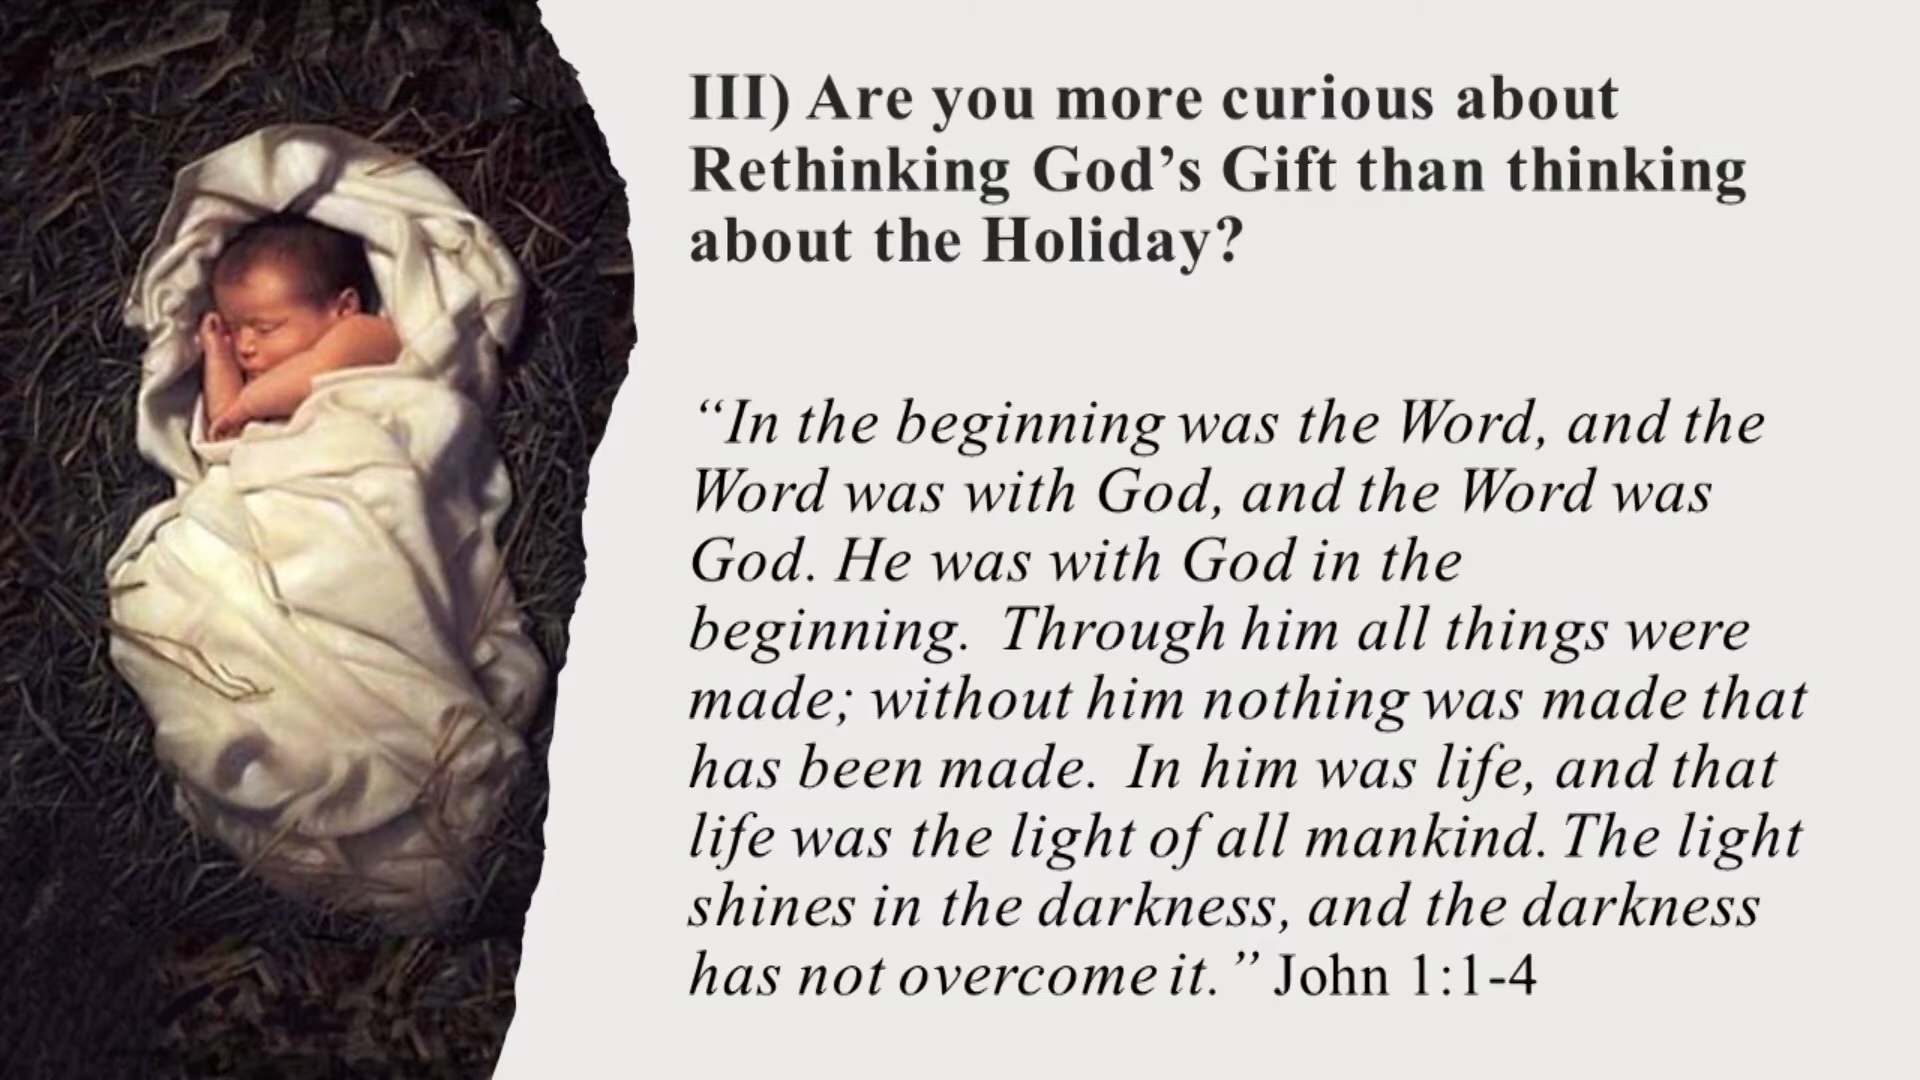 III) Are you more curious about
Rethinking God’s Gift than thinking
about the Holiday?
“In the beginning was the Word, and the
Word was with God, and the Word was
God. He was with God in the
beginning. Through him all things were
made; without him nothing was made that
has been made. In him was life, and that
life was the light of all mankind. The light
shines in the darkness, and the darkness
has not overcome it.” John 1:1-4